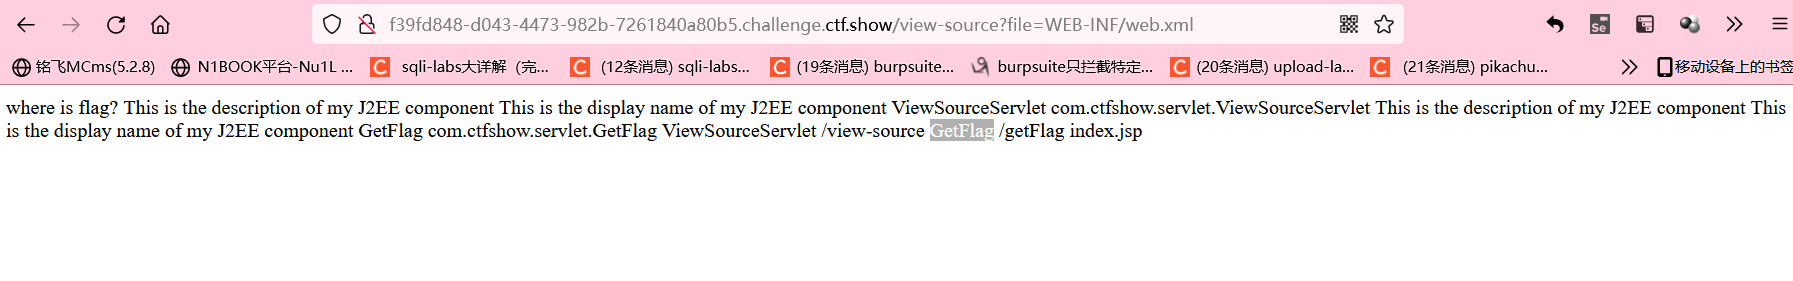 f39fd848-d043-4473-982b-7261840a80b5.challenge.ctf.show/view-source?file=WEB-INF/web.xml
Se
铭飞MCms(5.2.8) N1BOOK平台-Nu1L ... C sqli-labs大详解（完... C (12条消息) sqli-labs... C (19条消息) burpsuite... burpsuite只拦截特定... C (20条消息) upload-la... C (21条消息) pikachu... 移动设备上的书签
where is flag? This is the description of my J2EE component This is the display name of my J2EE component ViewSourceServlet com.ctfshow.servlet.ViewSourceServlet This is the description of my J2EE component This
is the display name of my J2EE component GetFlag com.ctfshow.servlet.GetFlag ViewSourceServlet /view-source GetFlag /getFlag index.jsp